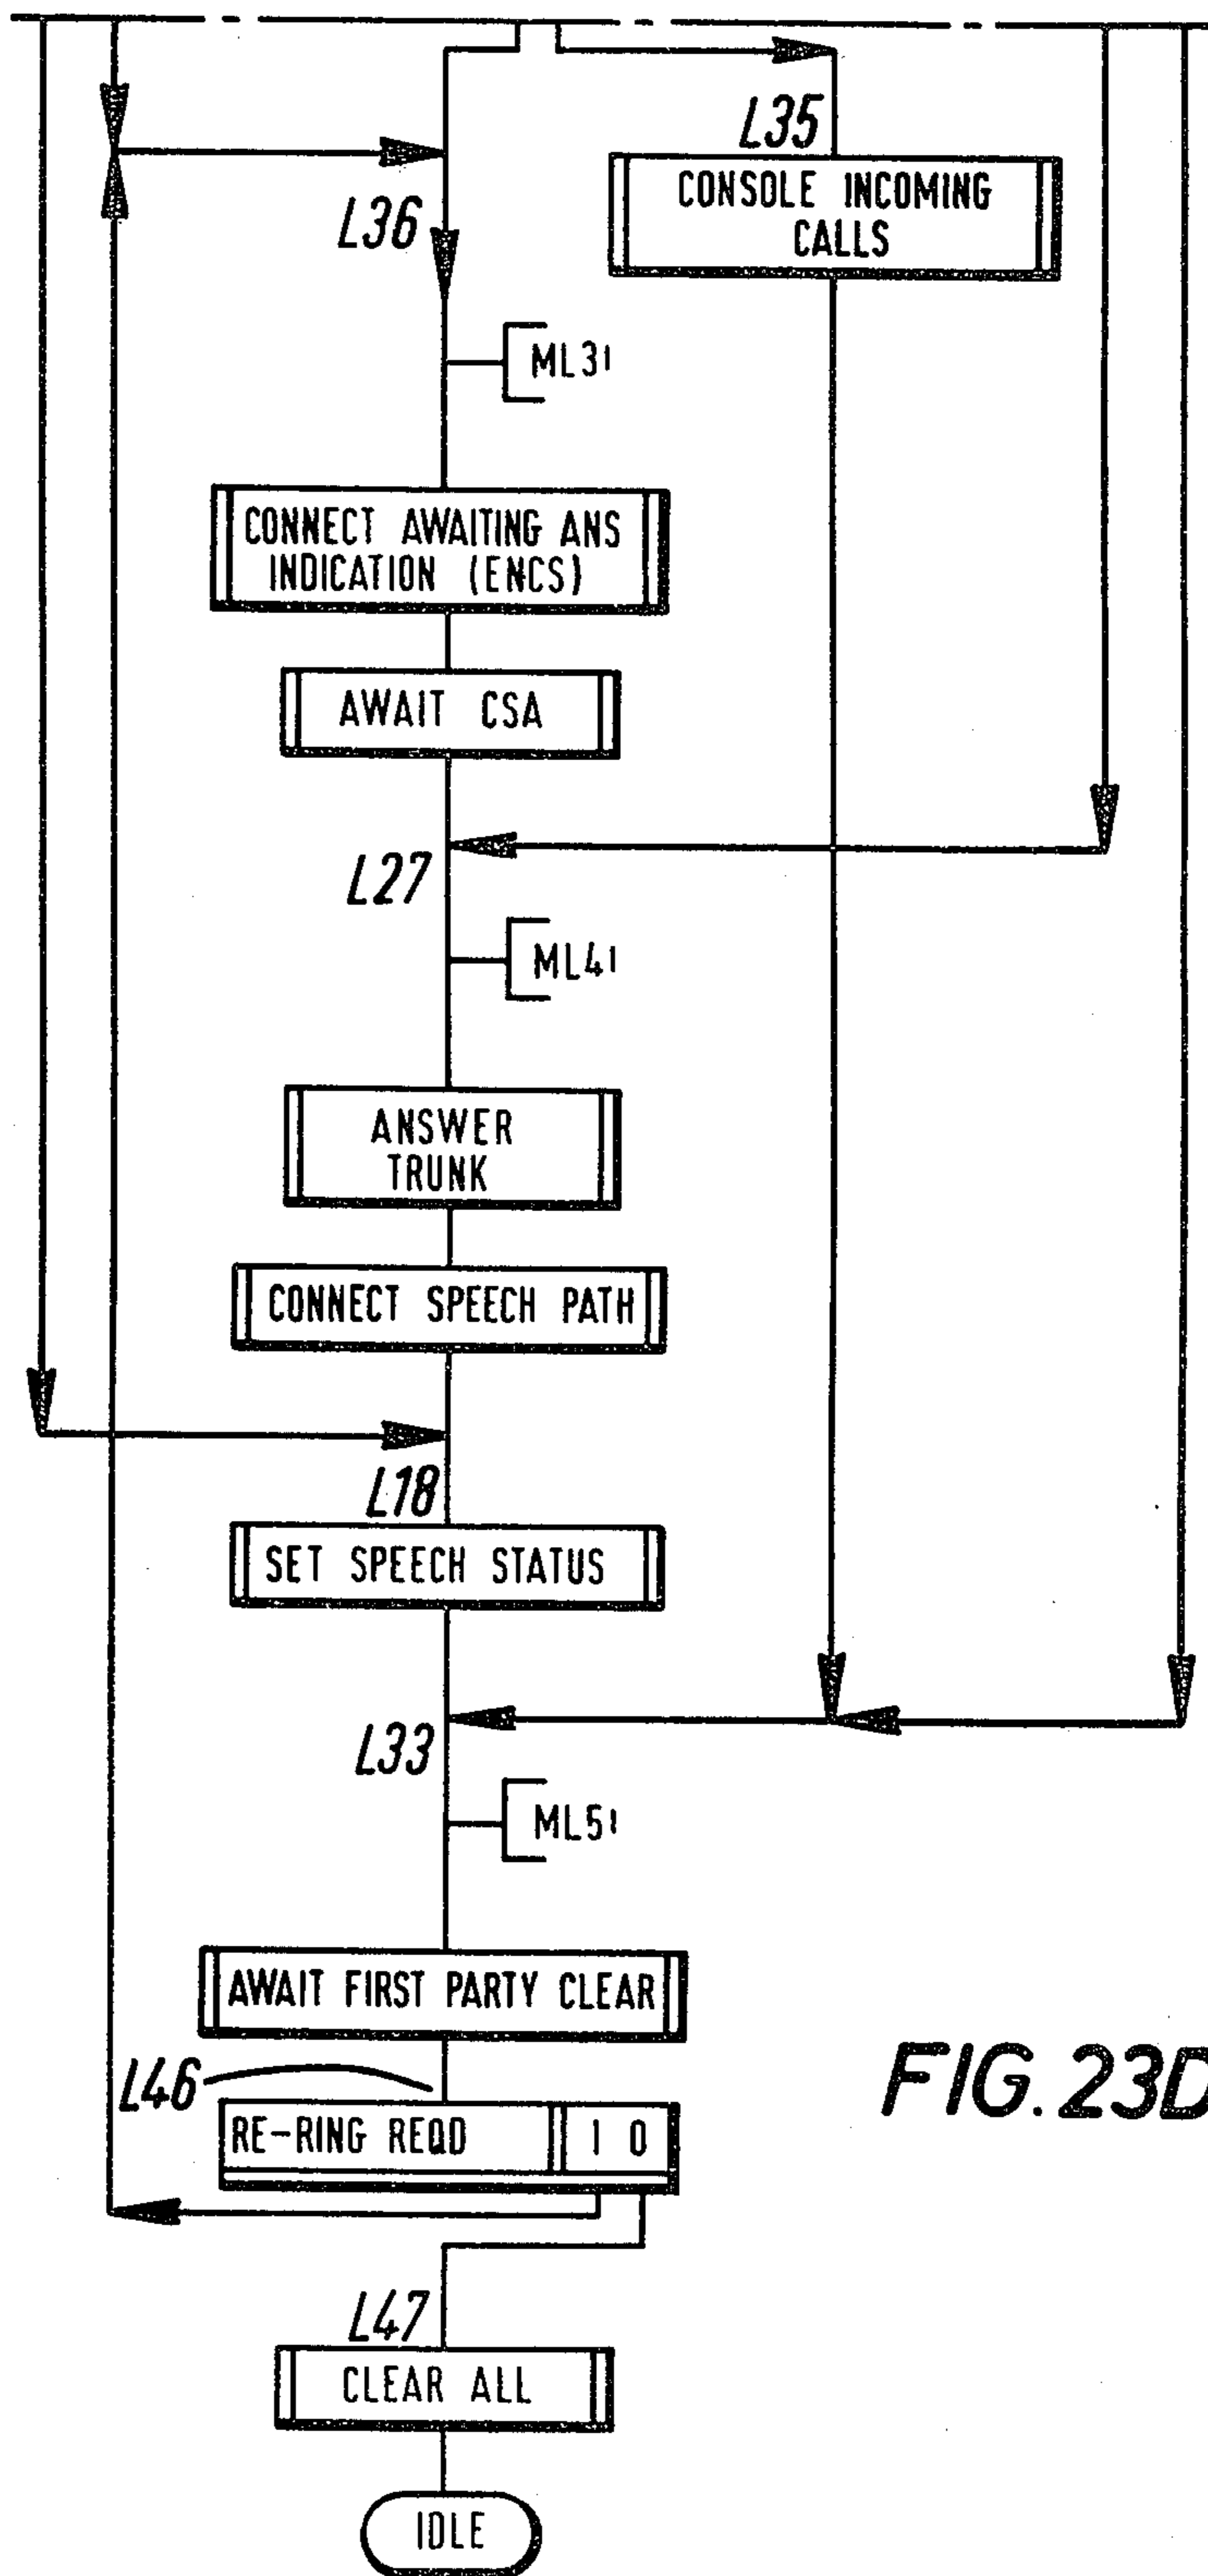 L35
CONSOLE INCOMING
CALLS
L36
ML31
CONNECT AWAITING ANS
INDICATION (ENCS)
AWAIT CSA
L27
ML41
ANSWER
TRUNK
CONNECT SPEECH PATH
L18
SET SPEECH STATUS
L33
ML51
AWAIT FIRST PARTY CLEAR
L46
RE-RING REQD 1 0
FIG. 23D
L47
CLEAR ALL
IDLE